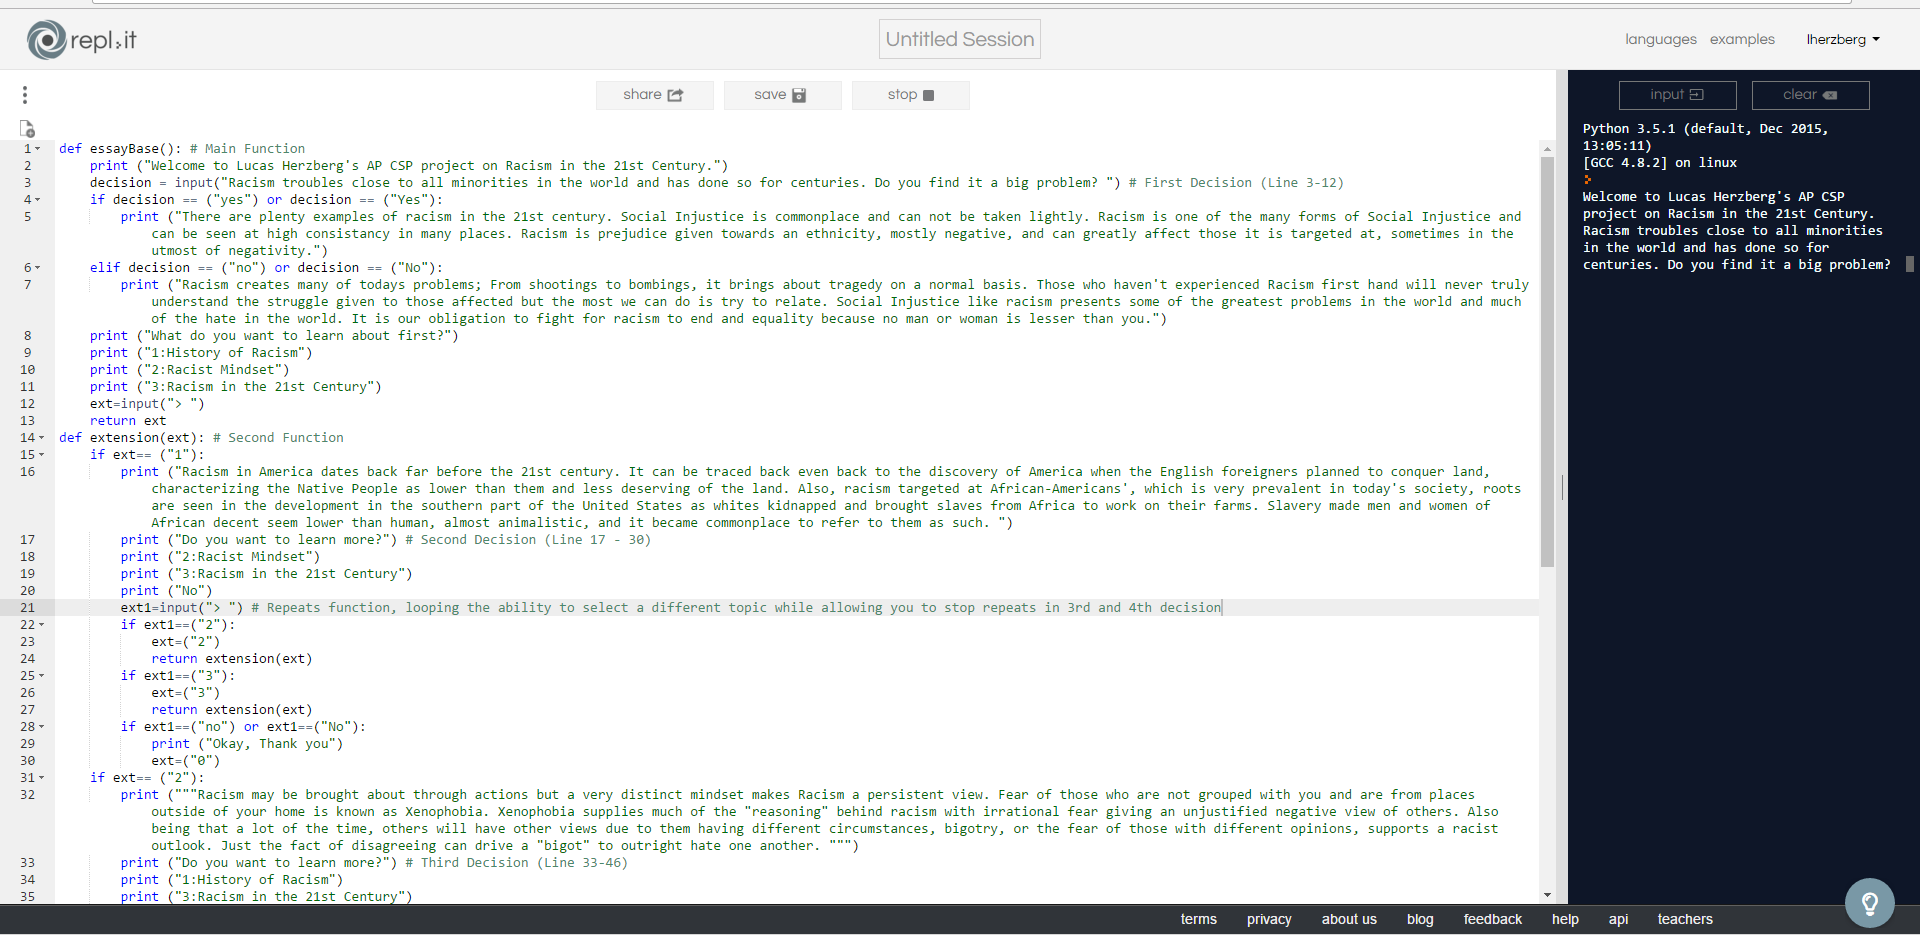 repl.it
Untitled Session
languages examples lherzberg
share save stop
input clear
1 def essayBase(): # Main Function
2 print ("Welcome to Lucas Herzberg's AP CSP project on Racism in the 21st Century.")
3 decision = input("Racism troubles close to all minorities in the world and has done so for centuries. Do you find it a big problem? ") # First Decision (Line 3-12)
4 if decision == ("yes") or decision == ("Yes"):
5 print ("There are plenty examples of racism in the 21st century. Social Injustice is commonplace and can not be taken lightly. Racism is one of the many forms of Social Injustice and
can be seen at high consistancy in many places. Racism is prejudice given towards an ethnicity, mostly negative, and can greatly affect those it is targeted at, sometimes in the
utmost of negativity.")
6 elif decision == ("no") or decision == ("No"):
7 print ("Racism creates many of todays problems; From shootings to bombings, it brings about tragedy on a normal basis. Those who haven't experienced Racism first hand will never truly
understand the struggle given to those affected but the most we can do is try to relate. Social Injustice like racism presents some of the greatest problems in the world and much
of the hate in the world. It is our obligation to fight for racism to end and equality because no man or woman is lesser than you.")
8 print ("What do you want to learn about first?")
9 print ("1:History of Racism")
10 print ("2:Racist Mindset")
11 print ("3:Racism in the 21st Century")
12 ext=input("> ")
13 return ext
14 def extension(ext): # Second Function
15 if ext== ("1"):
16 print ("Racism in America dates back far before the 21st century. It can be traced back even back to the discovery of America when the English foreigners planned to conquer land,
characterizing the Native People as lower than them and less deserving of the land. Also, racism targeted at African-Americans', which is very prevalent in today's society, roots
are seen in the development in the southern part of the United States as whites kidnapped and brought slaves from Africa to work on their farms. Slavery made men and women of
African decent seem lower than human, almost animalistic, and it became commonplace to refer to them as such. ")
17 print ("Do you want to learn more?") # Second Decision (Line 17 - 30)
18 print ("2:Racist Mindset")
19 print ("3:Racism in the 21st Century")
20 print ("No")
21 ext1=input("> ") # Repeats function, looping the ability to select a different topic while allowing you to stop repeats in 3rd and 4th decision
22 if ext1==("2"):
23 ext=("2")
24 return extension(ext)
25 if ext1==("3"):
26 ext=("3")
27 return extension(ext)
28 if ext1==("no") or ext1==("No"):
29 print ("Okay, Thank you")
30 ext=("0")
31 if ext== ("2"):
32 print ("""Racism may be brought about through actions but a very distinct mindset makes Racism a persistent view. Fear of those who are not grouped with you and are from places
outside of your home is known as Xenophobia. Xenophobia supplies much of the "reasoning" behind racism with irrational fear giving an unjustified negative view of others. Also
being that a lot of the time, others will have other views due to them having different circumstances, bigotry, or the fear of those with different opinions, supports a racist
outlook. Just the fact of disagreeing can drive a "bigot" to outright hate one another. """)
33 print ("Do you want to learn more?") # Third Decision (Line 33-46)
34 print ("1:History of Racism")
35 print ("3:Racism in the 21st Century")
Python 3.5.1 (default, Dec 2015,
13:05:11)
[GCC 4.8.2] on linux
Welcome to Lucas Herzberg's AP CSP
project on Racism in the 21st Century.
Racism troubles close to all minorities
in the world and has done so for
centuries. Do you find it a big problem?
terms privacy about us blog feedback help api teachers